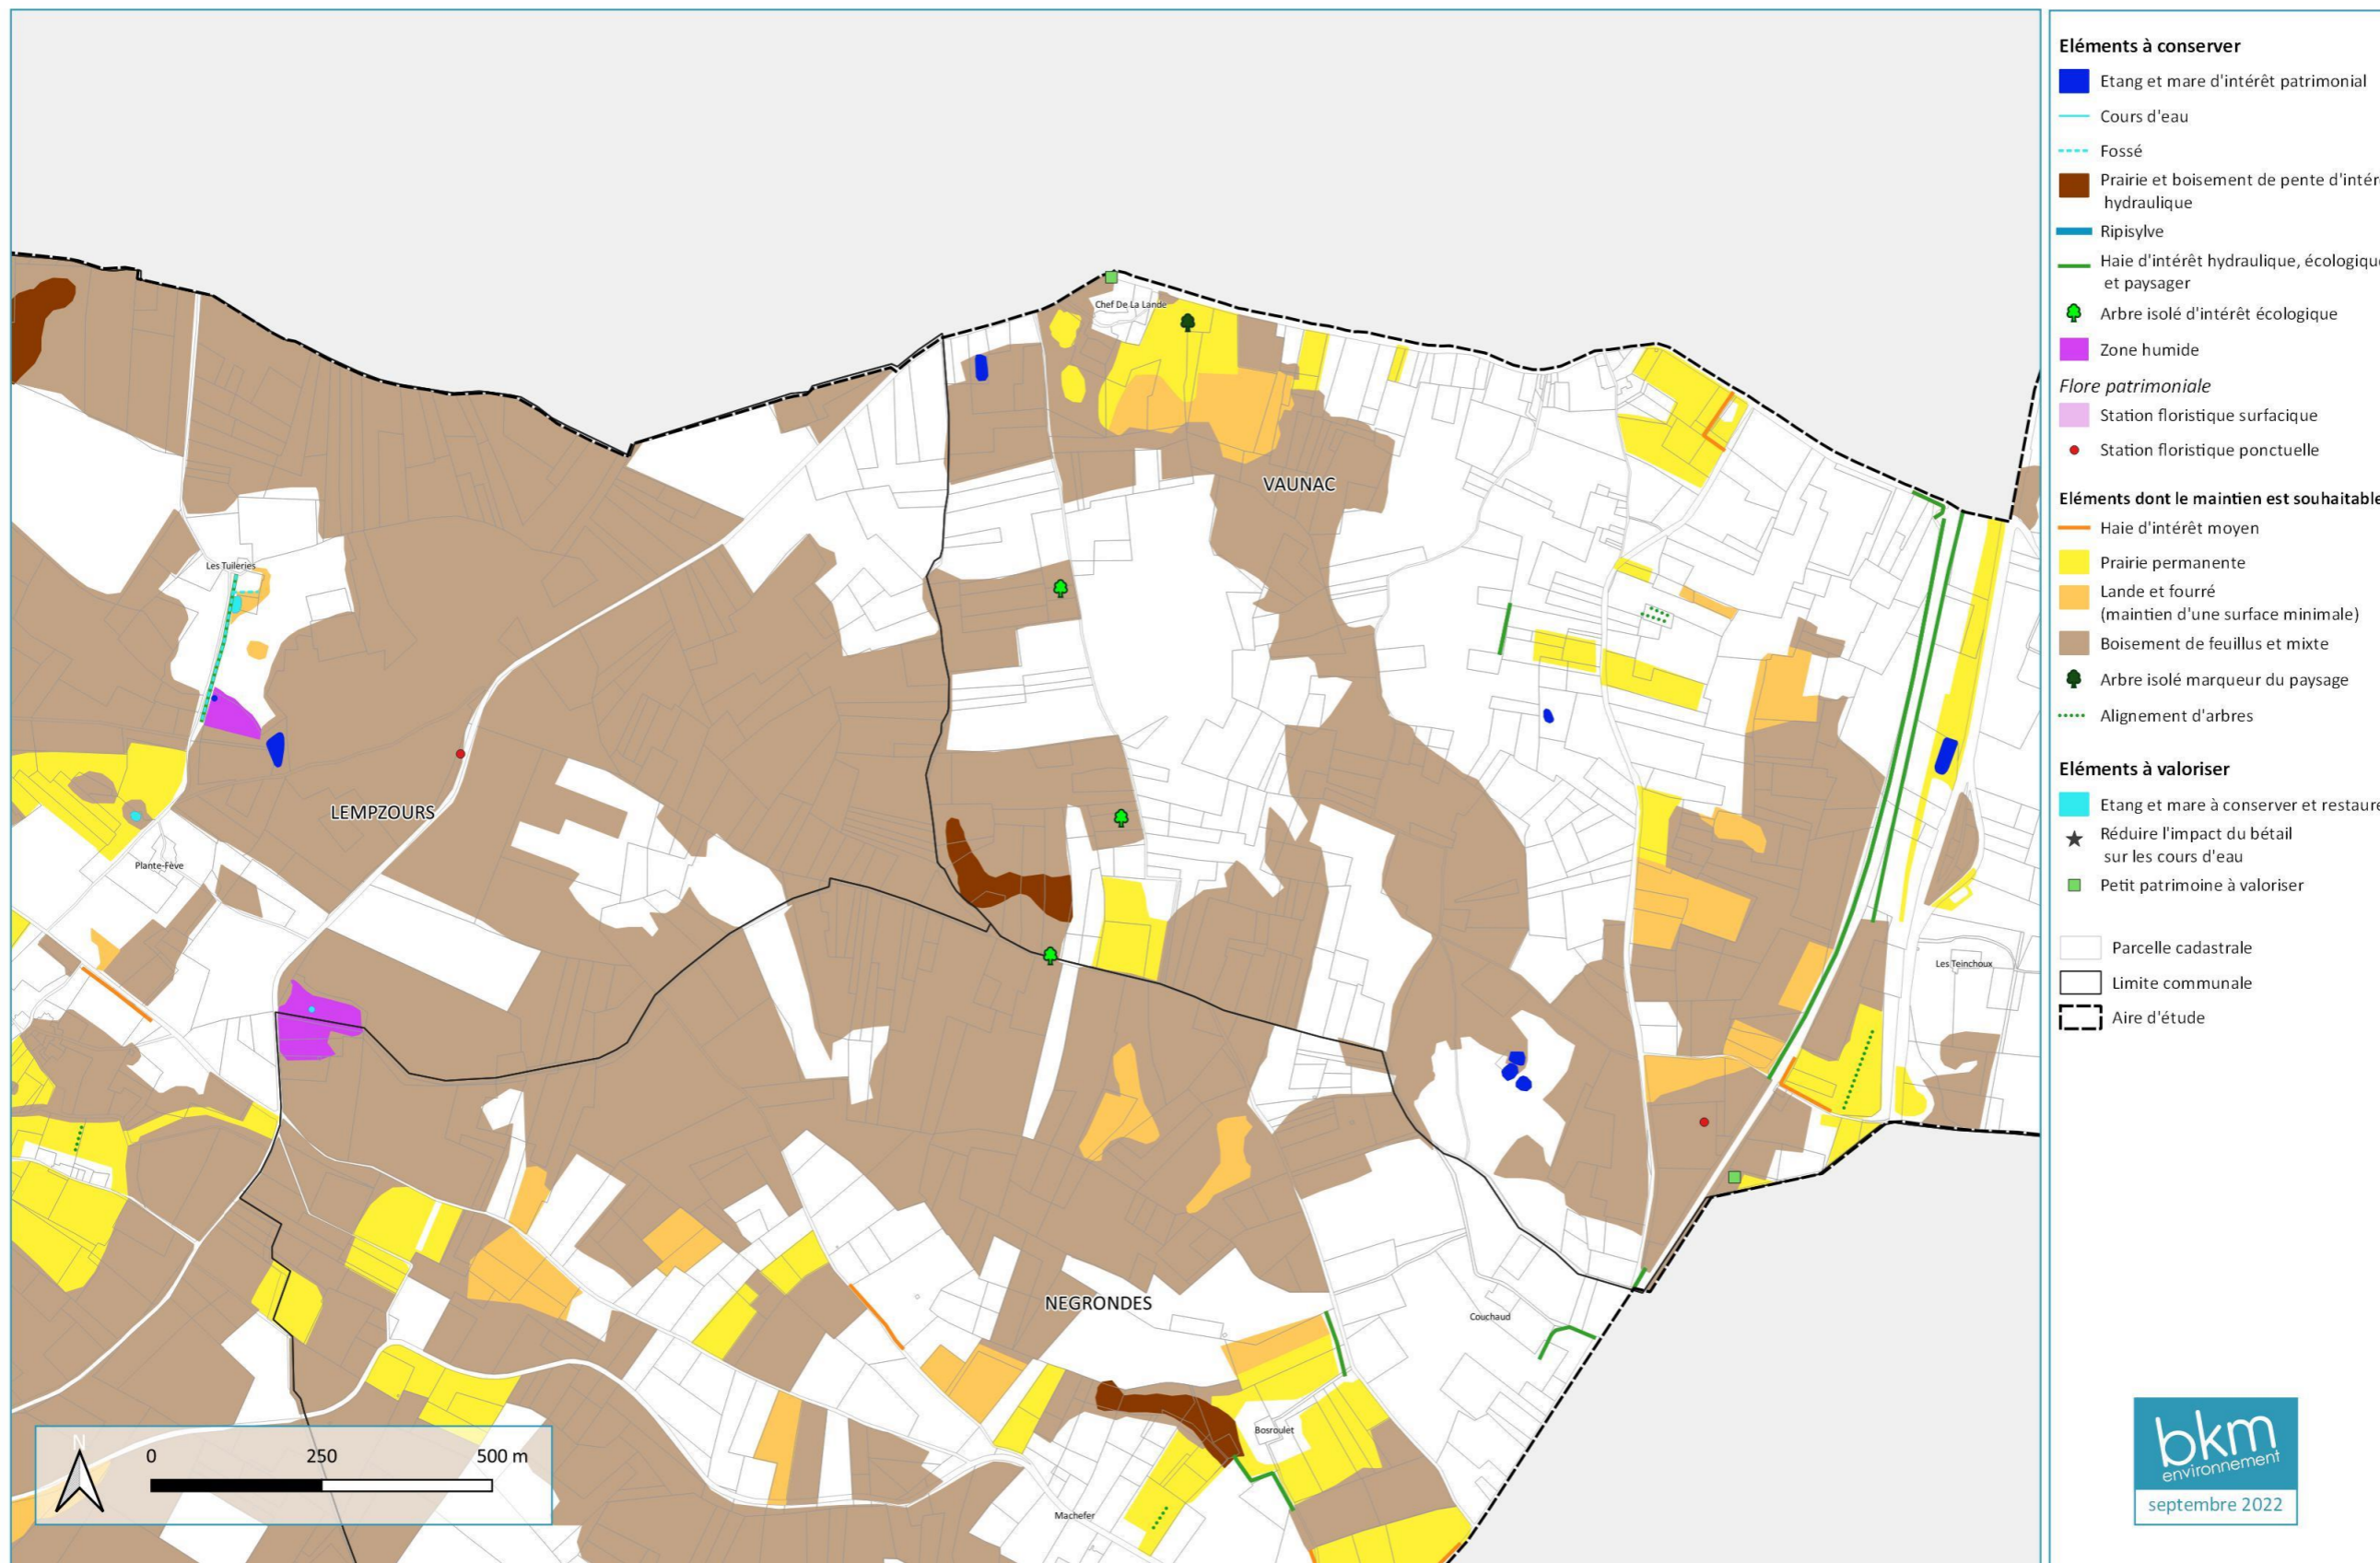 Chef De La Lande
VAUNAC
Les Tuileries
LEMPZOURS
Plante-Fève
Les Teinchoux
NEGRONDES
Couchaud
Bosroulet
Machefer
N
0 250 500 m
Eléments à conserver
Etang et mare d'intérêt patrimonial
Cours d'eau
Fossé
Prairie et boisement de pente d'intér
hydraulique
Ripisylve
Haie d'intérêt hydraulique, écologique
et paysager
Arbre isolé d'intérêt écologique
Zone humide
Flore patrimoniale
Station floristique surfacique
Station floristique ponctuelle
Eléments dont le maintien est souhaitable
Haie d'intérêt moyen
Prairie permanente
Lande et fourré
(maintien d'une surface minimale)
Boisement de feuillus et mixte
Arbre isolé marqueur du paysage
Alignement d'arbres
Eléments à valoriser
Etang et mare à conserver et restaure
Réduire l'impact du bétail
sur les cours d'eau
Petit patrimoine à valoriser
Parcelle cadastrale
Limite communale
Aire d'étude
bkm
environnement
septembre 2022